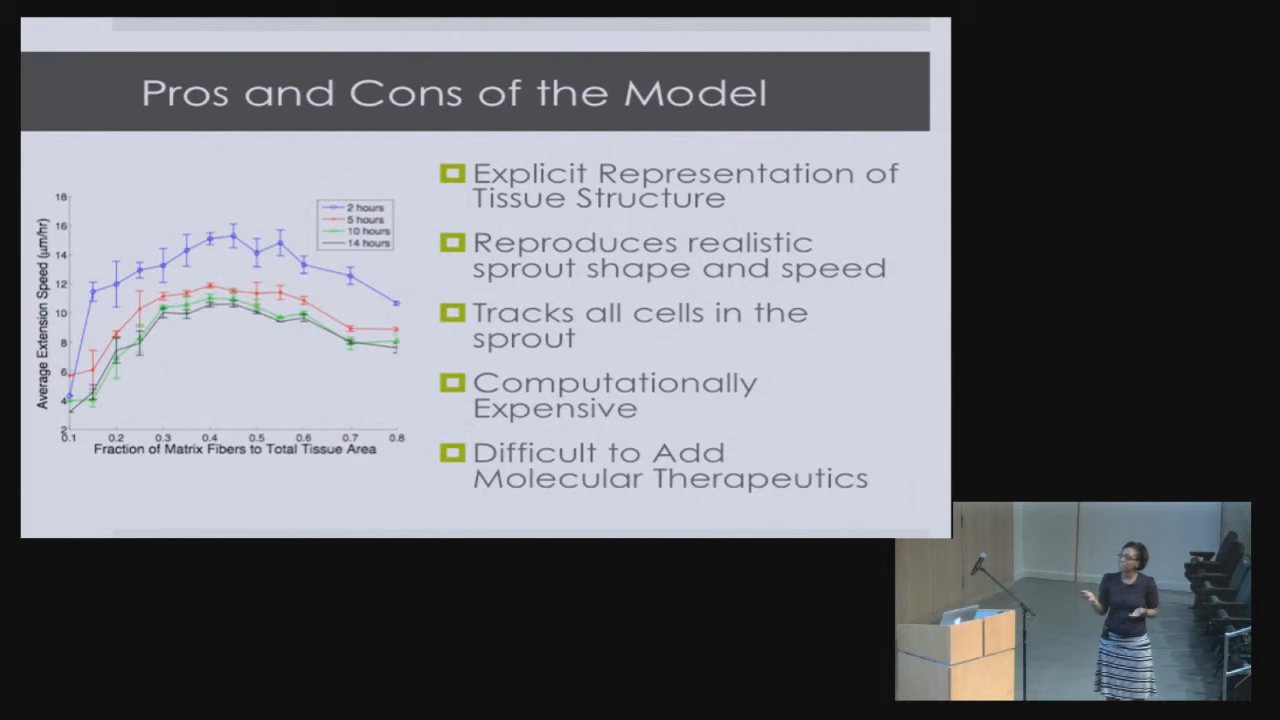 Pros and Cons of the Model
Explicit Representation of
Tissue Structure
Reproduces realistic
sprout shape and speed
Tracks all cells in the
sprout
Computationally
Expensive
Difficult to Add
Molecular Therapeutics
18
16
14
12
10
8
6
4
2
Average Extension Speed (μm/hr)
2 hours
5 hours
10 hours
14 hours
0.1 0.2 0.3 0.4 0.5 0.6 0.7 0.8
Fraction of Matrix Fibers to Total Tissue Area